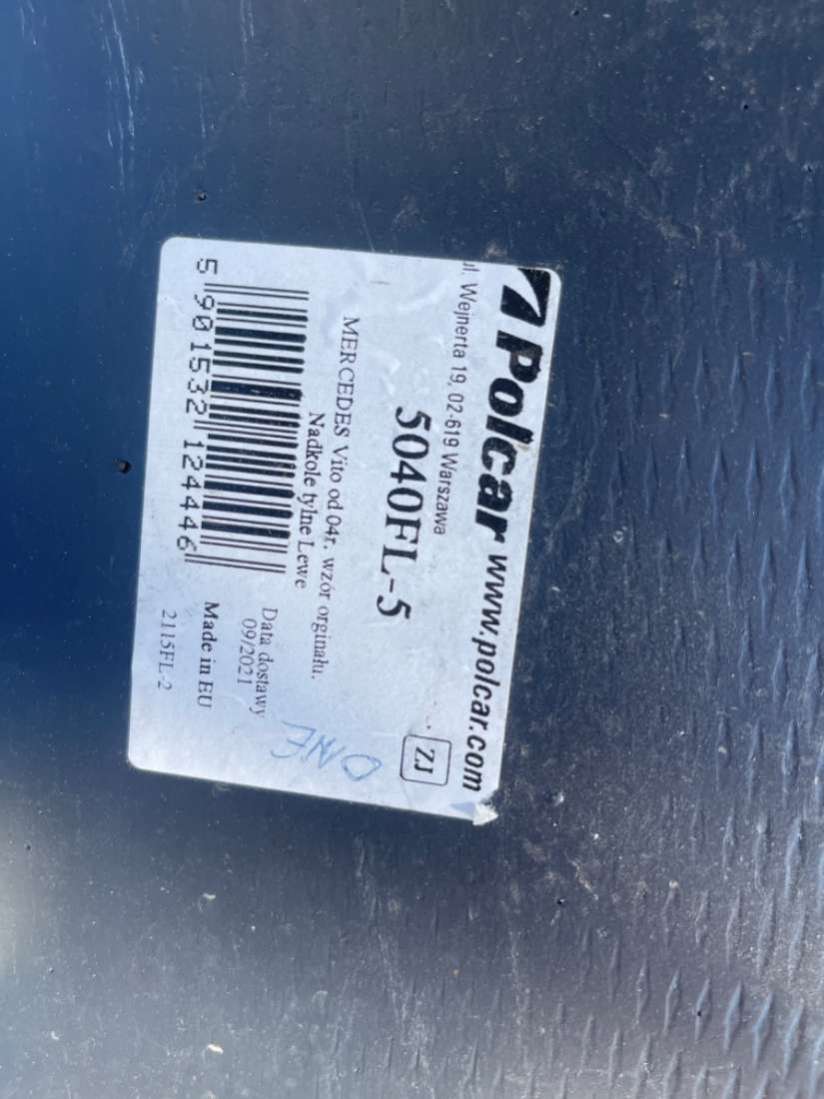 Polcar www.polcar.com
ul. Wejnerta 19, 02-619 Warszawa
5040FL-5
ZJ
MERCEDES Vito od 04r. wzór orginału.
Nadkole tylne Lewe
Data dostawy
09/2021
Made in EU
2115FL-2
5 901532 124446
ONE